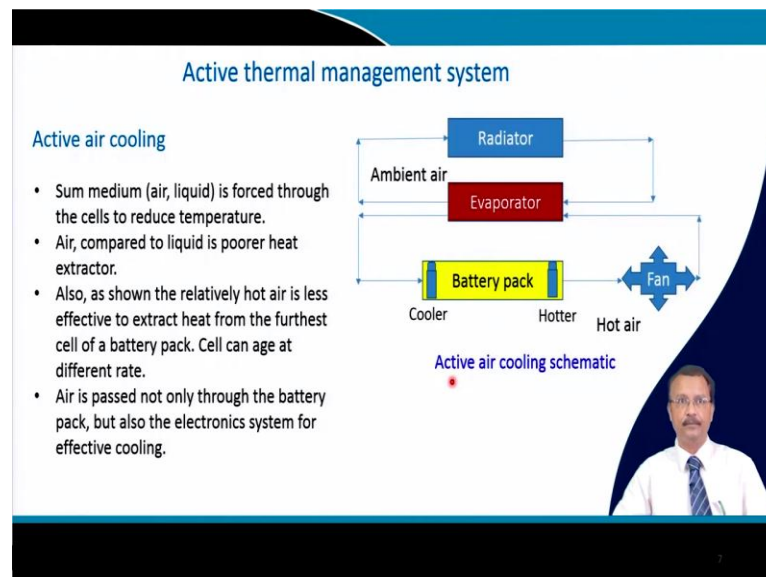 Active thermal management system
Active air cooling
• Sum medium (air, liquid) is forced through
the cells to reduce temperature.
• Air, compared to liquid is poorer heat
extractor.
• Also, as shown the relatively hot air is less
effective to extract heat from the furthest
cell of a battery pack. Cell can age at
different rate.
• Air is passed not only through the battery
pack, but also the electronics system for
effective cooling.
Radiator
Ambient air
Evaporator
Battery pack
Fan
Cooler
Hotter
Hot air
Active air cooling schematic
7